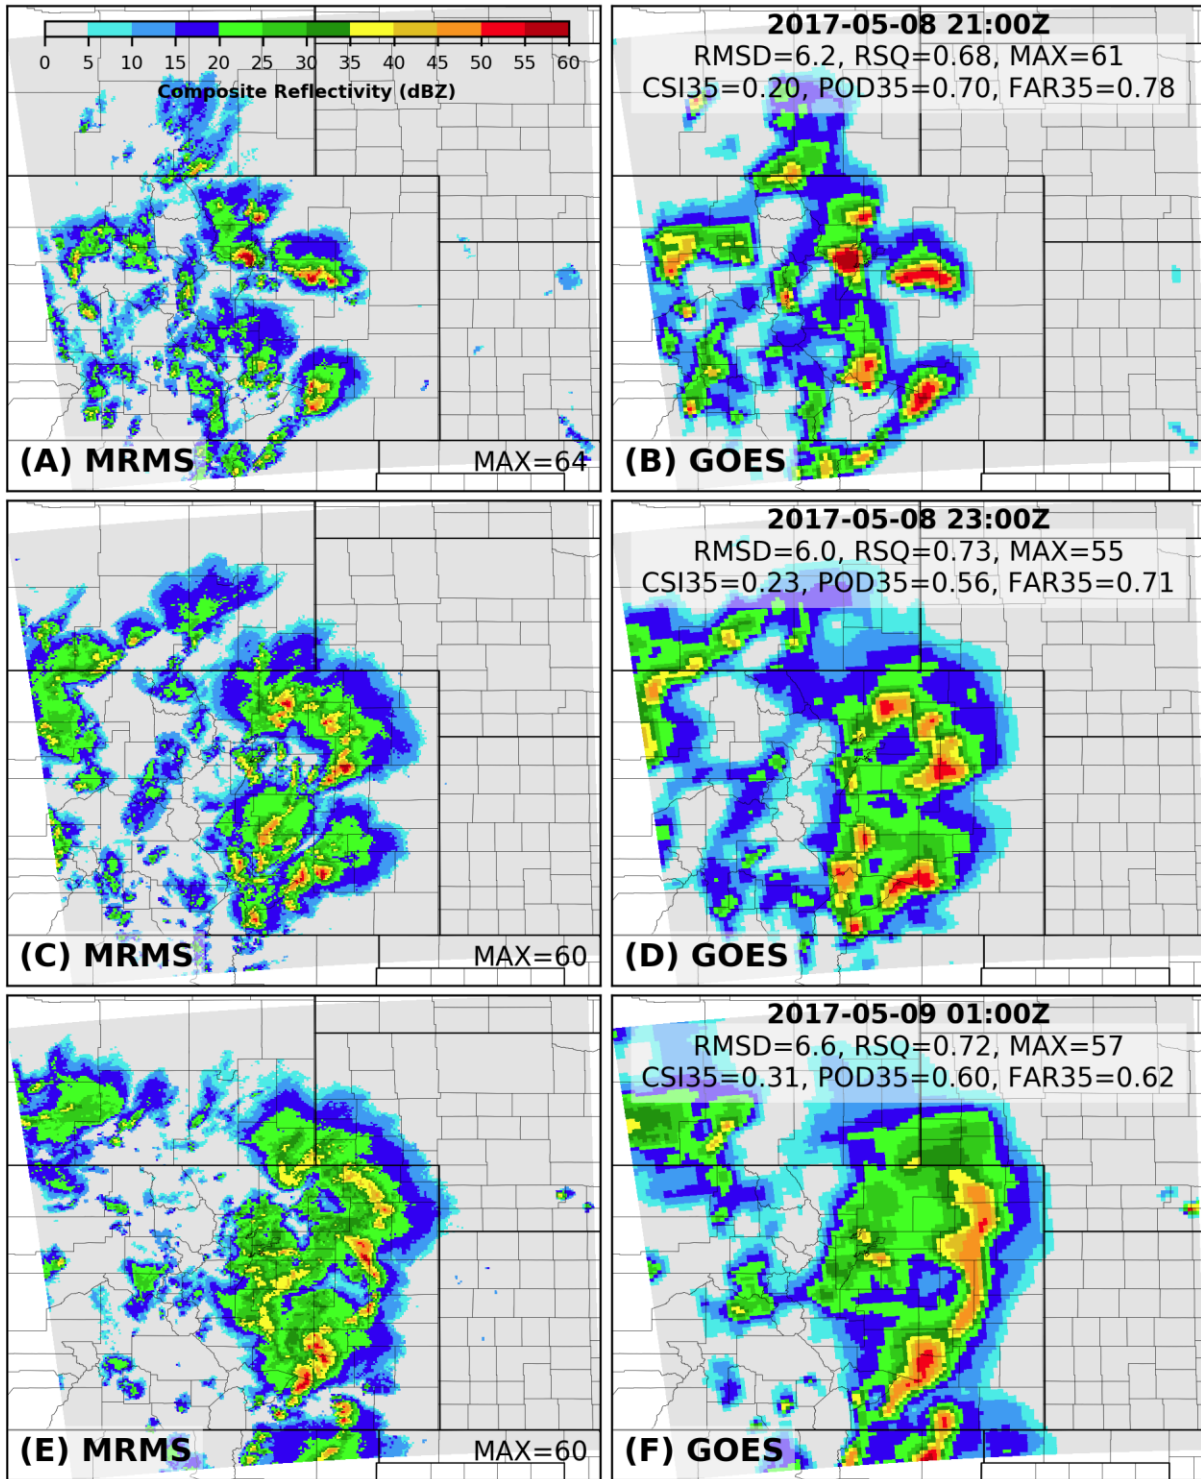 0 5 10 15 20 25 30 35 40 45 50 55 60
Composite Reflectivity (dBZ)
(A) MRMS
MAX=64
2017-05-08 21:00Z
RMSD=6.2, RSQ=0.68, MAX=61
CSI35=0.20, POD35=0.70, FAR35=0.78
(B) GOES
(C) MRMS
MAX=60
2017-05-08 23:00Z
RMSD=6.0, RSQ=0.73, MAX=55
CSI35=0.23, POD35=0.56, FAR35=0.71
(D) GOES
(E) MRMS
MAX=60
2017-05-09 01:00Z
RMSD=6.6, RSQ=0.72, MAX=57
CSI35=0.31, POD35=0.60, FAR35=0.62
(F) GOES